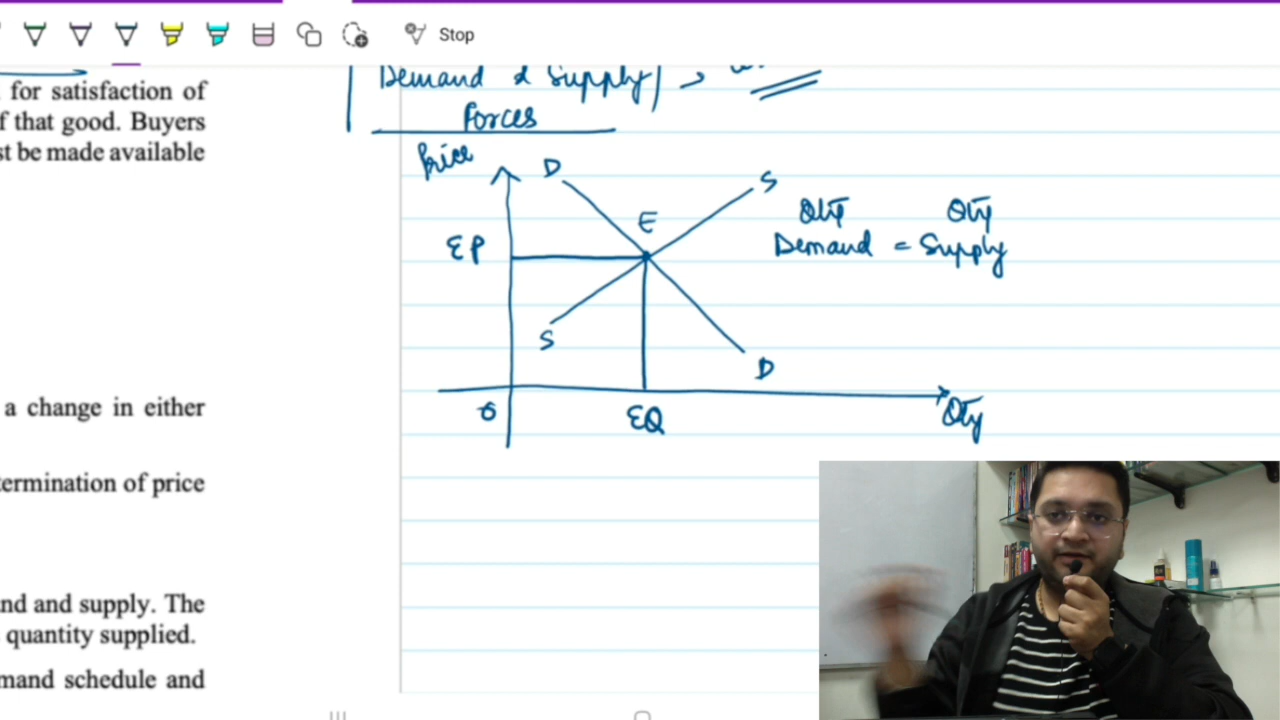 Stop
for satisfaction of
f that good. Buyers
st be made available
a change in either
ermination of price
nd and supply. The
quantity supplied.
mand schedule and
Demand & Supply
Forces
Price
D
S
E
EP
S
D
O
EQ
Qty
Qty Qty
Demand = Supply